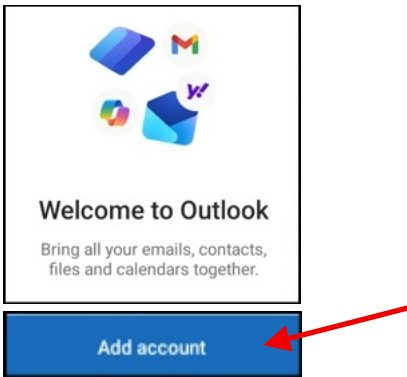 y!
Welcome to Outlook
Bring all your emails, contacts,
files and calendars together.
Add account